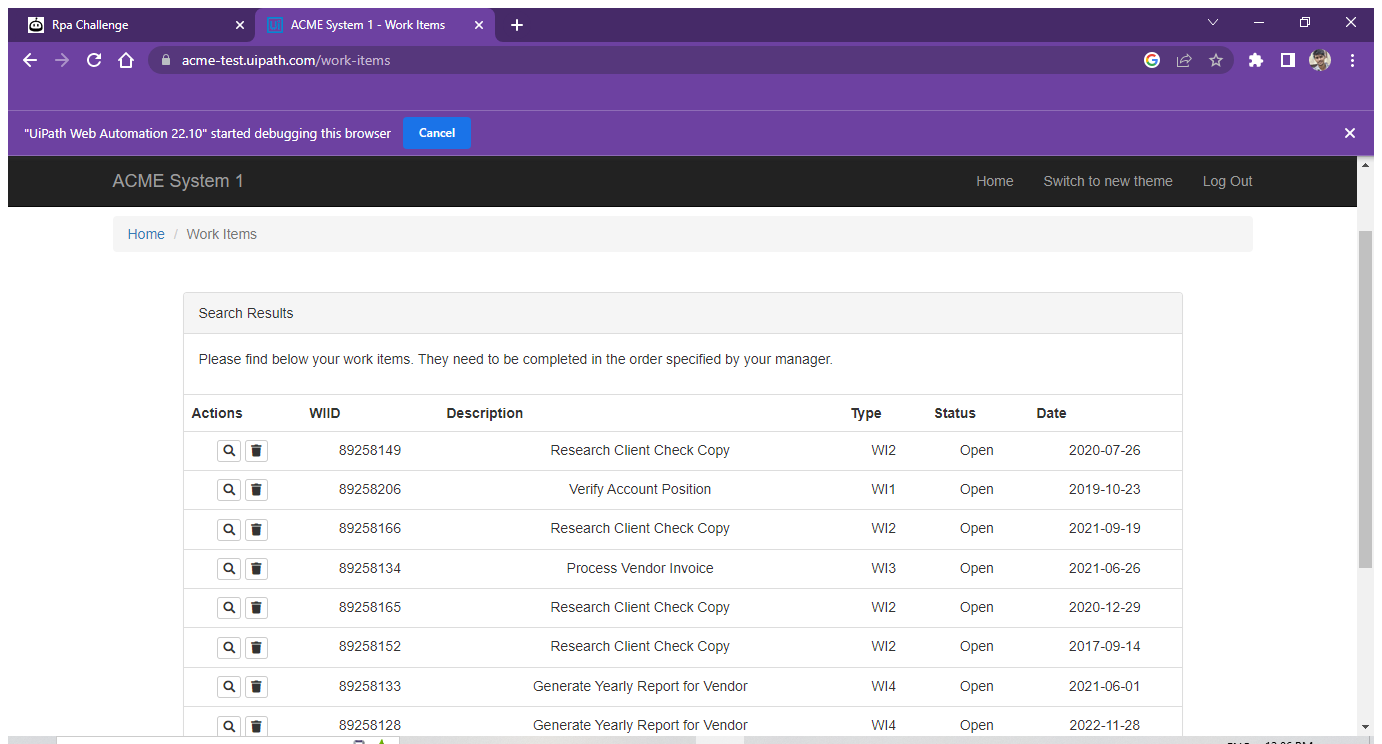 Rpa Challenge
ACME System 1 - Work Items
acme-test.uipath.com/work-items
"UiPath Web Automation 22.10" started debugging this browser Cancel
ACME System 1 Home Switch to new theme Log Out
Home / Work Items
Search Results
Please find below your work items. They need to be completed in the order specified by your manager.
Actions WIID Description Type Status Date
89258149 Research Client Check Copy WI2 Open 2020-07-26
89258206 Verify Account Position WI1 Open 2019-10-23
89258166 Research Client Check Copy WI2 Open 2021-09-19
89258134 Process Vendor Invoice WI3 Open 2021-06-26
89258165 Research Client Check Copy WI2 Open 2020-12-29
89258152 Research Client Check Copy WI2 Open 2017-09-14
89258133 Generate Yearly Report for Vendor WI4 Open 2021-06-01
89258128 Generate Yearly Report for Vendor WI4 Open 2022-11-28